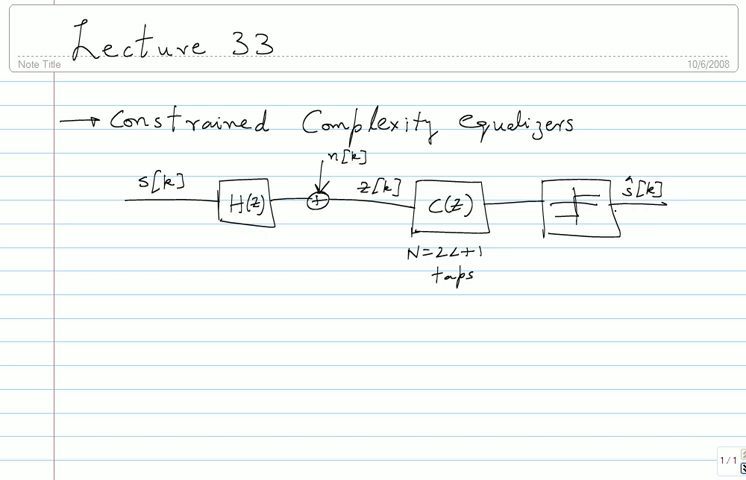 Lecture 33
Note Title
10/6/2008
→ Constrained Complexity equalizers
n[k]
s[k]
H(z)
+
z[k]
C(z)
ŝ[k]
N=2L+1
taps
1/1